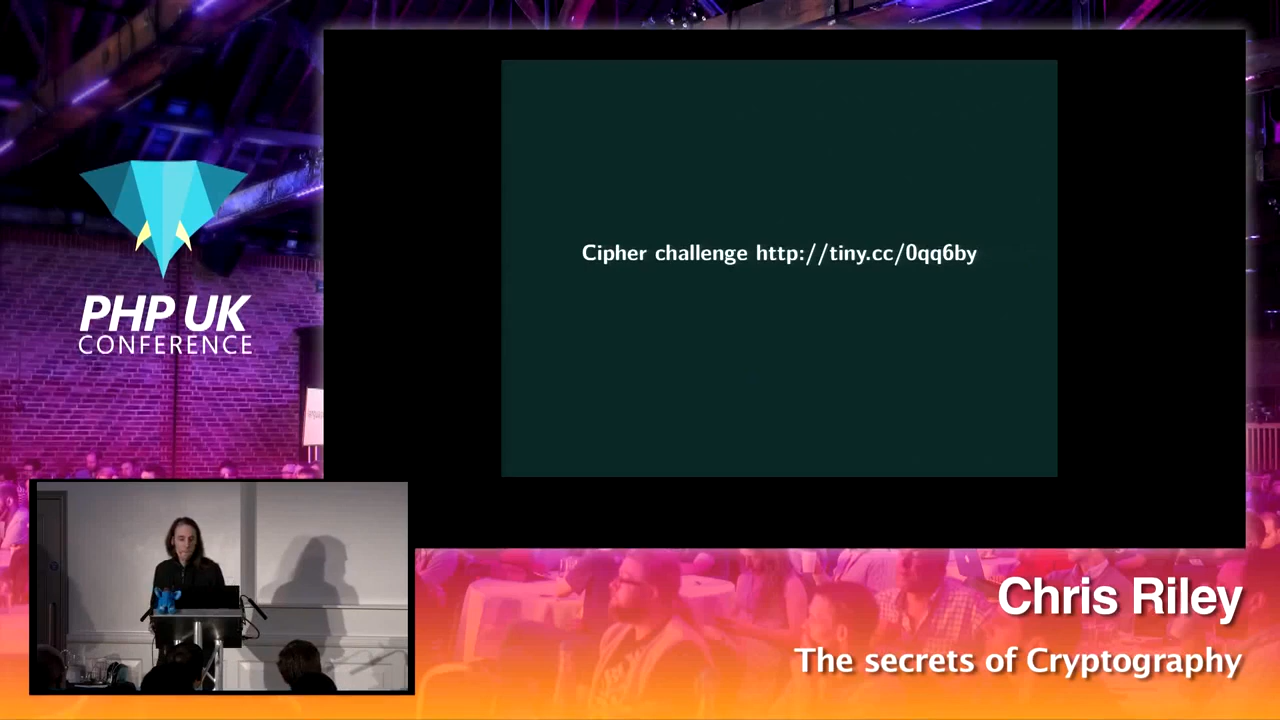 Cipher challenge http://tiny.cc/0qq6by
PHP UK
CONFERENCE
Chris Riley
The secrets of Cryptography